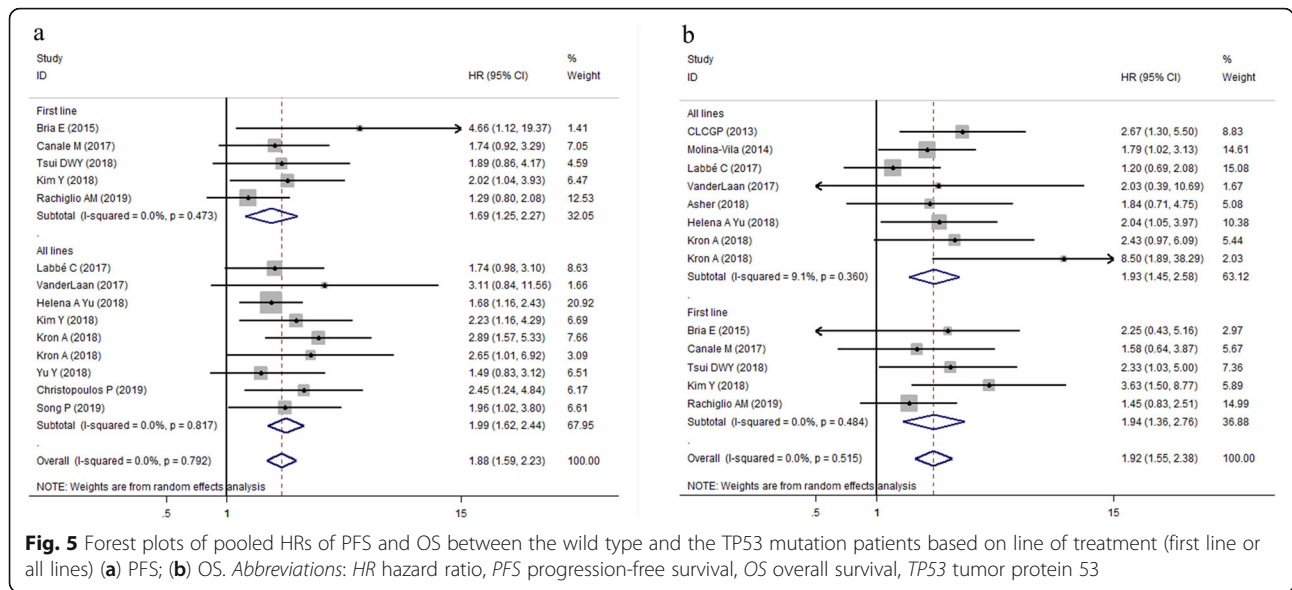 a
Study %
ID HR (95% CI) Weight
First line
Bria E (2015) 4.66 (1.12, 19.37) 1.41
Canale M (2017) 1.74 (0.92, 3.29) 7.05
Tsui DWY (2018) 1.89 (0.86, 4.17) 4.59
Kim Y (2018) 2.02 (1.04, 3.93) 6.47
Rachiglio AM (2019) 1.29 (0.80, 2.08) 12.53
Subtotal (I-squared = 0.0%, p = 0.473) 1.69 (1.25, 2.27) 32.05
.
All lines
Labbé C (2017) 1.74 (0.98, 3.10) 8.63
VanderLaan (2017) 3.11 (0.84, 11.56) 1.66
Helena A Yu (2018) 1.68 (1.16, 2.43) 20.92
Kim Y (2018) 2.23 (1.16, 4.29) 6.69
Kron A (2018) 2.89 (1.57, 5.33) 7.66
Kron A (2018) 2.65 (1.01, 6.92) 3.09
Yu Y (2018) 1.49 (0.83, 3.12) 6.51
Christopoulos P (2019) 2.45 (1.24, 4.84) 6.17
Song P (2019) 1.96 (1.02, 3.80) 6.61
Subtotal (I-squared = 0.0%, p = 0.817) 1.99 (1.62, 2.44) 67.95
.
Overall (I-squared = 0.0%, p = 0.792) 1.88 (1.59, 2.23) 100.00
NOTE: Weights are from random effects analysis
.5 1 15
b
Study %
ID HR (95% CI) Weight
All lines
CLCGP (2013) 2.67 (1.30, 5.50) 8.83
Molina-Vila (2014) 1.79 (1.02, 3.13) 14.61
Labbé C (2017) 1.20 (0.69, 2.08) 15.08
VanderLaan (2017) 2.03 (0.39, 10.69) 1.67
Asher (2018) 1.84 (0.71, 4.75) 5.08
Helena A Yu (2018) 2.04 (1.05, 3.97) 10.38
Kron A (2018) 2.43 (0.97, 6.09) 5.44
Kron A (2018) 8.50 (1.89, 38.29) 2.03
Subtotal (I-squared = 9.1%, p = 0.360) 1.93 (1.45, 2.58) 63.12
.
First line
Bria E (2015) 2.25 (0.43, 5.16) 2.97
Canale M (2017) 1.58 (0.64, 3.87) 5.67
Tsui DWY (2018) 2.33 (1.03, 5.00) 7.36
Kim Y (2018) 3.63 (1.50, 8.77) 5.89
Rachiglio AM (2019) 1.45 (0.83, 2.51) 14.99
Subtotal (I-squared = 0.0%, p = 0.484) 1.94 (1.36, 2.76) 36.88
.
Overall (I-squared = 0.0%, p = 0.515) 1.92 (1.55, 2.38) 100.00
NOTE: Weights are from random effects analysis
.5 1 15
Fig. 5 Forest plots of pooled HRs of PFS and OS between the wild type and the TP53 mutation patients based on line of treatment (first line or
all lines) (a) PFS; (b) OS. Abbreviations: HR hazard ratio, PFS progression-free survival, OS overall survival, TP53 tumor protein 53